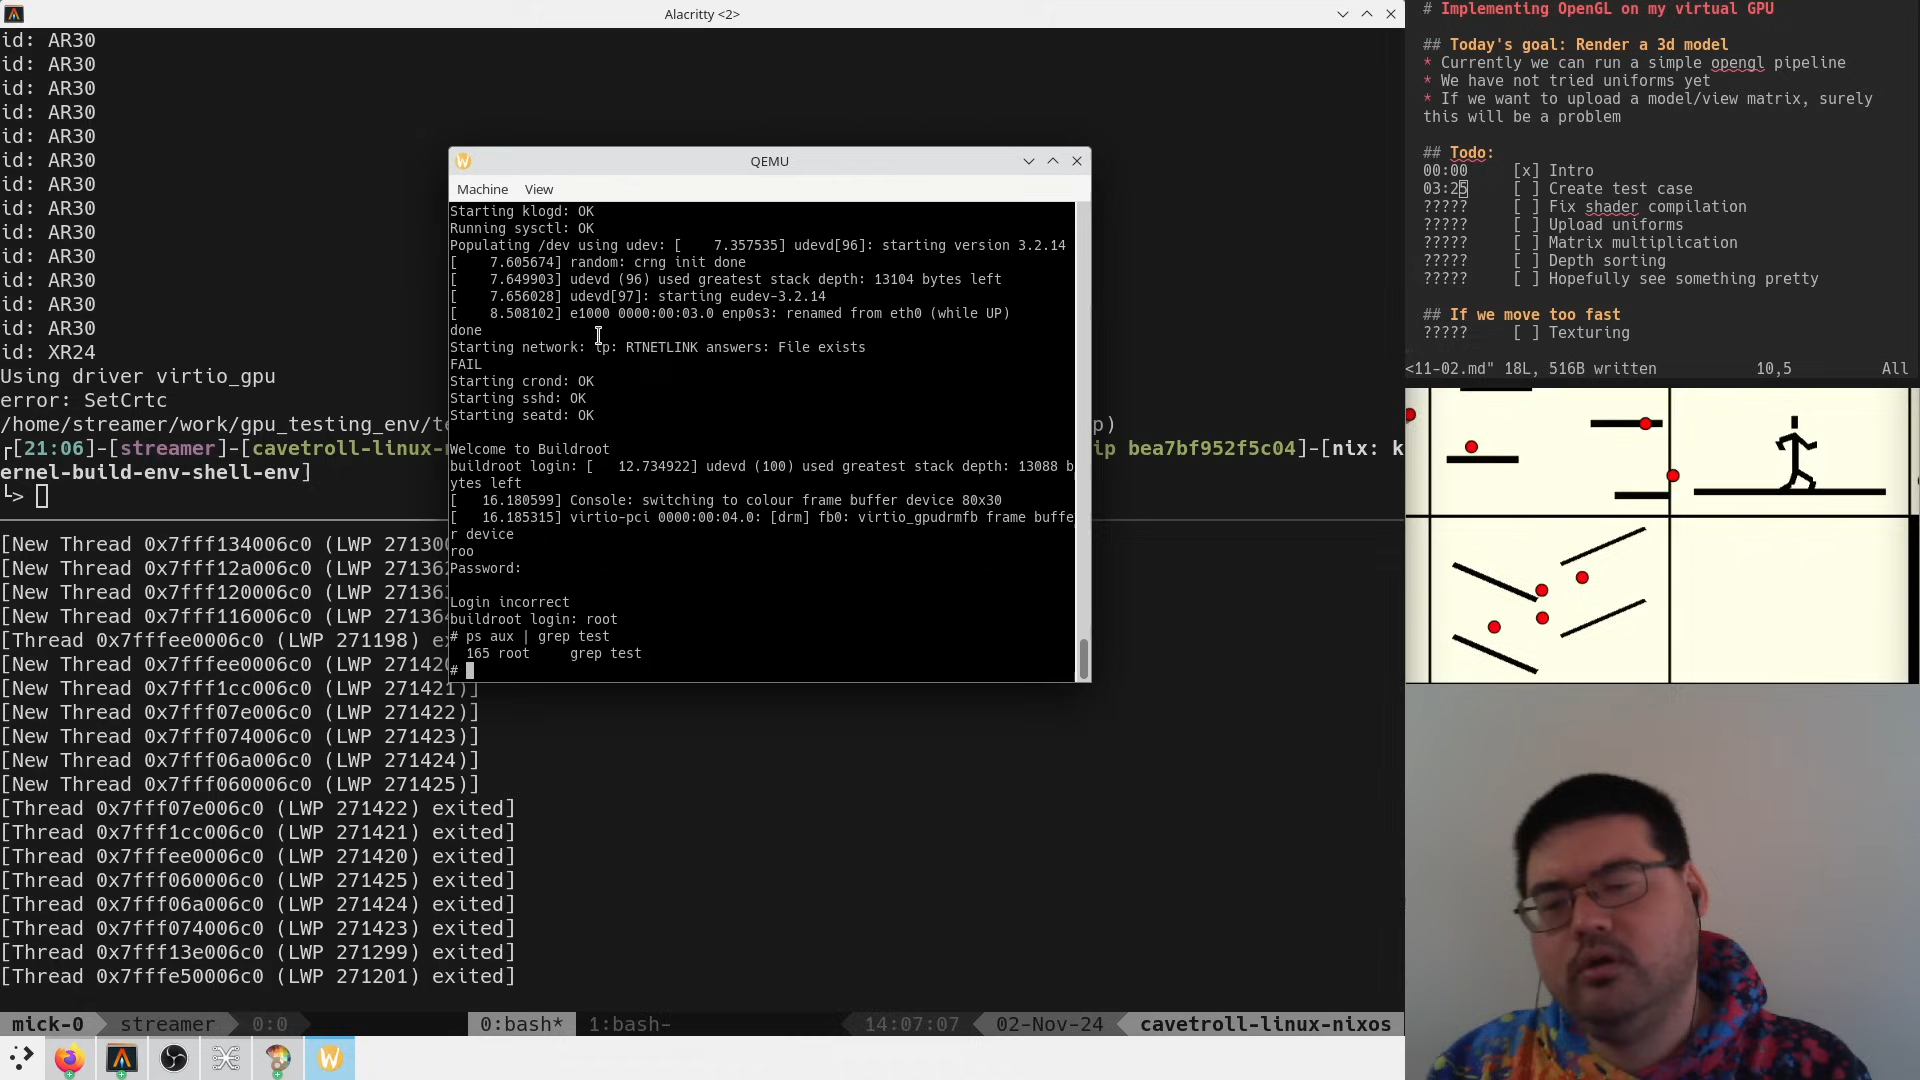 Alacritty <2>
id: AR30
id: AR30
id: AR30
id: AR30
id: AR30
id: AR30
id: AR30
id: AR30
id: AR30
id: AR30
id: AR30
id: AR30
id: AR30
id: XR24
Using driver virtio_gpu
error: SetCrtc
/home/streamer/work/gpu_testing_env/te
p)
┌[21:06]-[streamer]-[cavetroll-linux-n
ip bea7bf952f5c04]-[nix: k
ernel-build-env-shell-env]
└>
[New Thread 0x7fff134006c0 (LWP 271300
[New Thread 0x7fff12a006c0 (LWP 271362
[New Thread 0x7fff120006c0 (LWP 271363
[New Thread 0x7fff116006c0 (LWP 271364
[Thread 0x7fffee0006c0 (LWP 271198) ex
[New Thread 0x7fffee0006c0 (LWP 271420
[New Thread 0x7fff1cc006c0 (LWP 271421)]
[New Thread 0x7fff07e006c0 (LWP 271422)]
[New Thread 0x7fff074006c0 (LWP 271423)]
[New Thread 0x7fff06a006c0 (LWP 271424)]
[New Thread 0x7fff060006c0 (LWP 271425)]
[Thread 0x7fff07e006c0 (LWP 271422) exited]
[Thread 0x7fff1cc006c0 (LWP 271421) exited]
[Thread 0x7fffee0006c0 (LWP 271420) exited]
[Thread 0x7fff060006c0 (LWP 271425) exited]
[Thread 0x7fff06a006c0 (LWP 271424) exited]
[Thread 0x7fff074006c0 (LWP 271423) exited]
[Thread 0x7fff13e006c0 (LWP 271299) exited]
[Thread 0x7fffe50006c0 (LWP 271201) exited]
mick-0 streamer 0:0 0:bash* 1:bash- 14:07:07 02-Nov-24 cavetroll-linux-nixos
QEMU
Machine View
Starting klogd: OK
Running sysctl: OK
Populating /dev using udev: [    7.357535] udevd[96]: starting version 3.2.14
[    7.605674] random: crng init done
[    7.649903] udevd (96) used greatest stack depth: 13104 bytes left
[    7.656028] udevd[97]: starting eudev-3.2.14
[    8.508102] e1000 0000:00:03.0 enp0s3: renamed from eth0 (while UP)
done
Starting network: ip: RTNETLINK answers: File exists
FAIL
Starting crond: OK
Starting sshd: OK
Starting seatd: OK
Welcome to Buildroot
buildroot login: [   12.734922] udevd (100) used greatest stack depth: 13088 b
ytes left
[   16.180599] Console: switching to colour frame buffer device 80x30
[   16.185315] virtio-pci 0000:00:04.0: [drm] fb0: virtio_gpudrmfb frame buffe
r device
roo
Password:
Login incorrect
buildroot login: root
# ps aux | grep test
165 root     grep test
#
# Implementing OpenGL on my virtual GPU
## Today's goal: Render a 3d model
* Currently we can run a simple opengl pipeline
* We have not tried uniforms yet
* If we want to upload a model/view matrix, surely
this will be a problem
## Todo:
00:00 [x] Intro
03:25 [ ] Create test case
????? [ ] Fix shader compilation
????? [ ] Upload uniforms
????? [ ] Matrix multiplication
????? [ ] Depth sorting
????? [ ] Hopefully see something pretty
## If we move too fast
????? [ ] Texturing
<11-02.md" 18L, 516B written 10,5 All